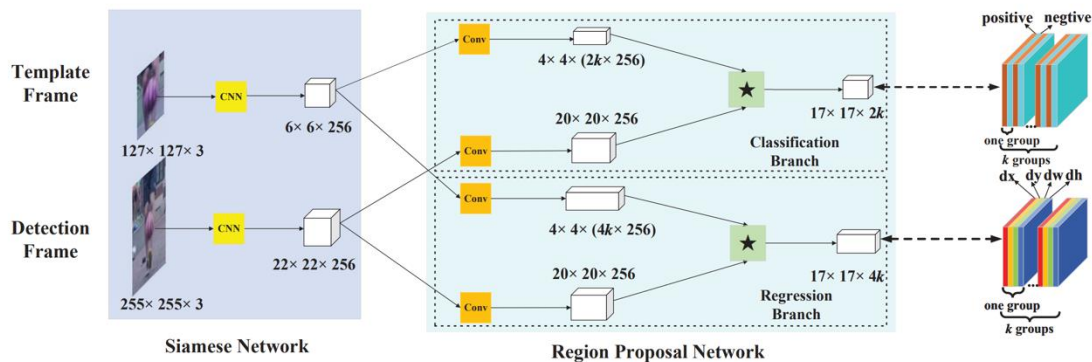 Template
Frame
CNN
127× 127× 3
6× 6× 256
Detection
Frame
CNN
255× 255× 3
22× 22× 256
Siamese Network
Conv
4× 4× (2k× 256)
20× 20× 256
Conv
★
17× 17× 2k
Classification
Branch
Conv
4× 4× (4k× 256)
20× 20× 256
Conv
★
17× 17× 4k
Regression
Branch
Region Proposal Network
positive
negtive
...
one group
k groups
dx
dy
dw
dh
...
one group
k groups